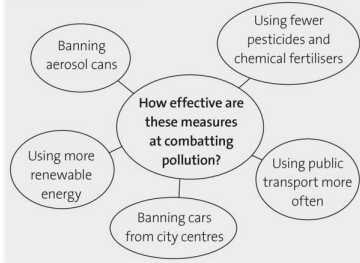 Banning
aerosol cans
Using fewer
pesticides and
chemical fertilisers
How effective are
these measures
at combatting
pollution?
Using more
renewable
energy
Using public
transport more
often
Banning cars
from city centres